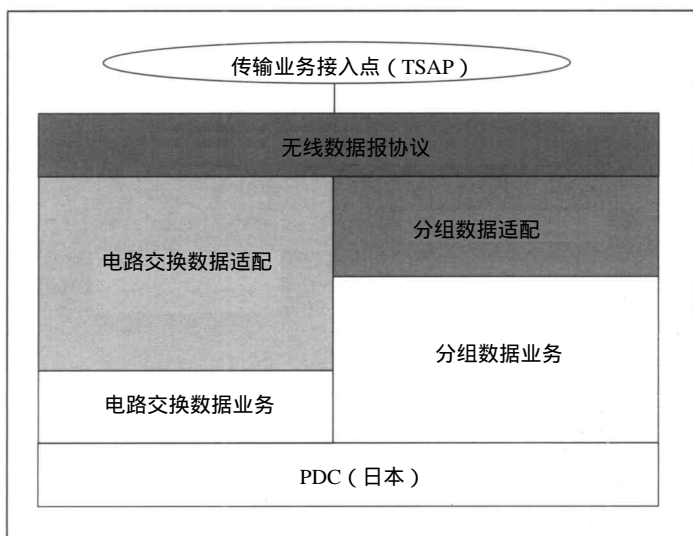 传输业务接入点（TSAP）
无线数据报协议
分组数据适配
电路交换数据适配
分组数据业务
电路交换数据业务
PDC（日本）